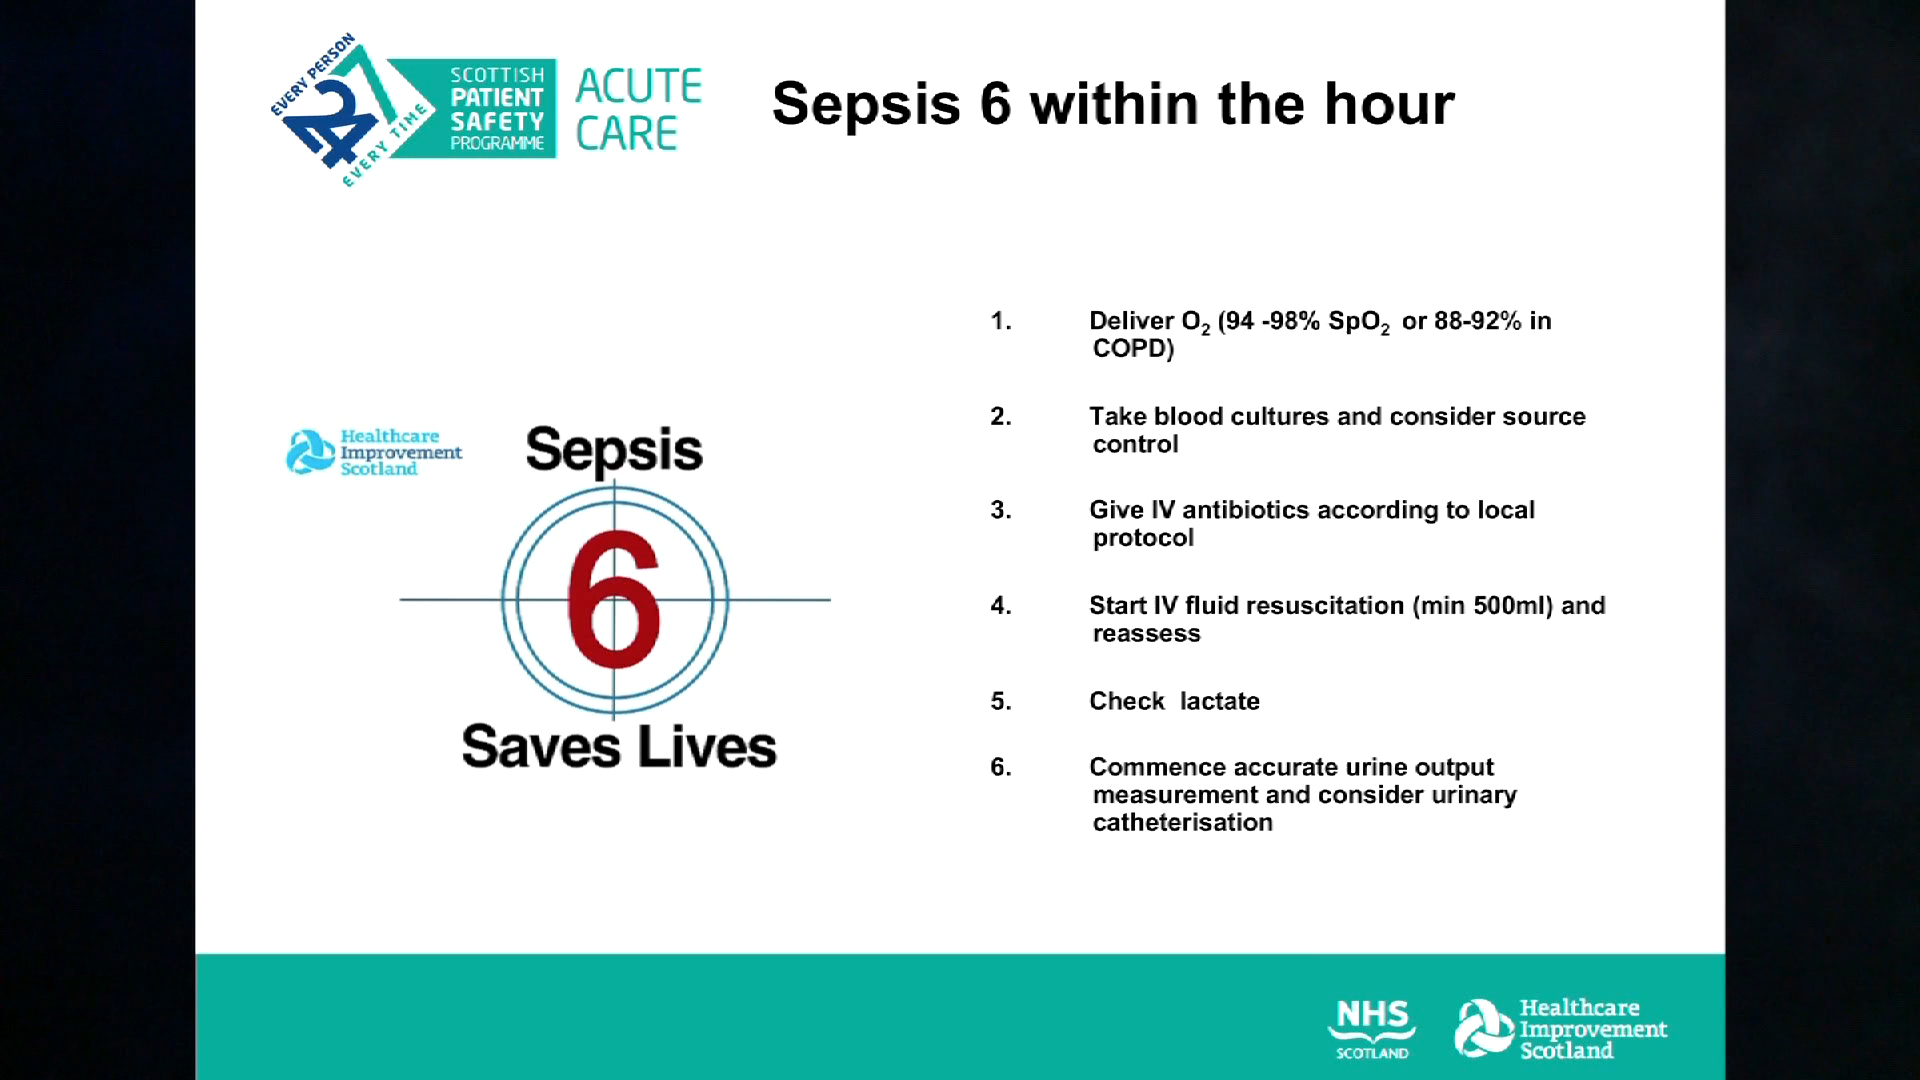 EVERY PERSON
24
7
EVERY TIME
SCOTTISH
PATIENT
SAFETY
PROGRAMME
ACUTE
CARE
Sepsis 6 within the hour
Healthcare
Improvement
Scotland
Sepsis
6
Saves Lives
1. Deliver O₂ (94 -98% SpO₂ or 88-92% in
COPD)
2. Take blood cultures and consider source
control
3. Give IV antibiotics according to local
protocol
4. Start IV fluid resuscitation (min 500ml) and
reassess
5. Check lactate
6. Commence accurate urine output
measurement and consider urinary
catheterisation
NHS
SCOTLAND
Healthcare
Improvement
Scotland